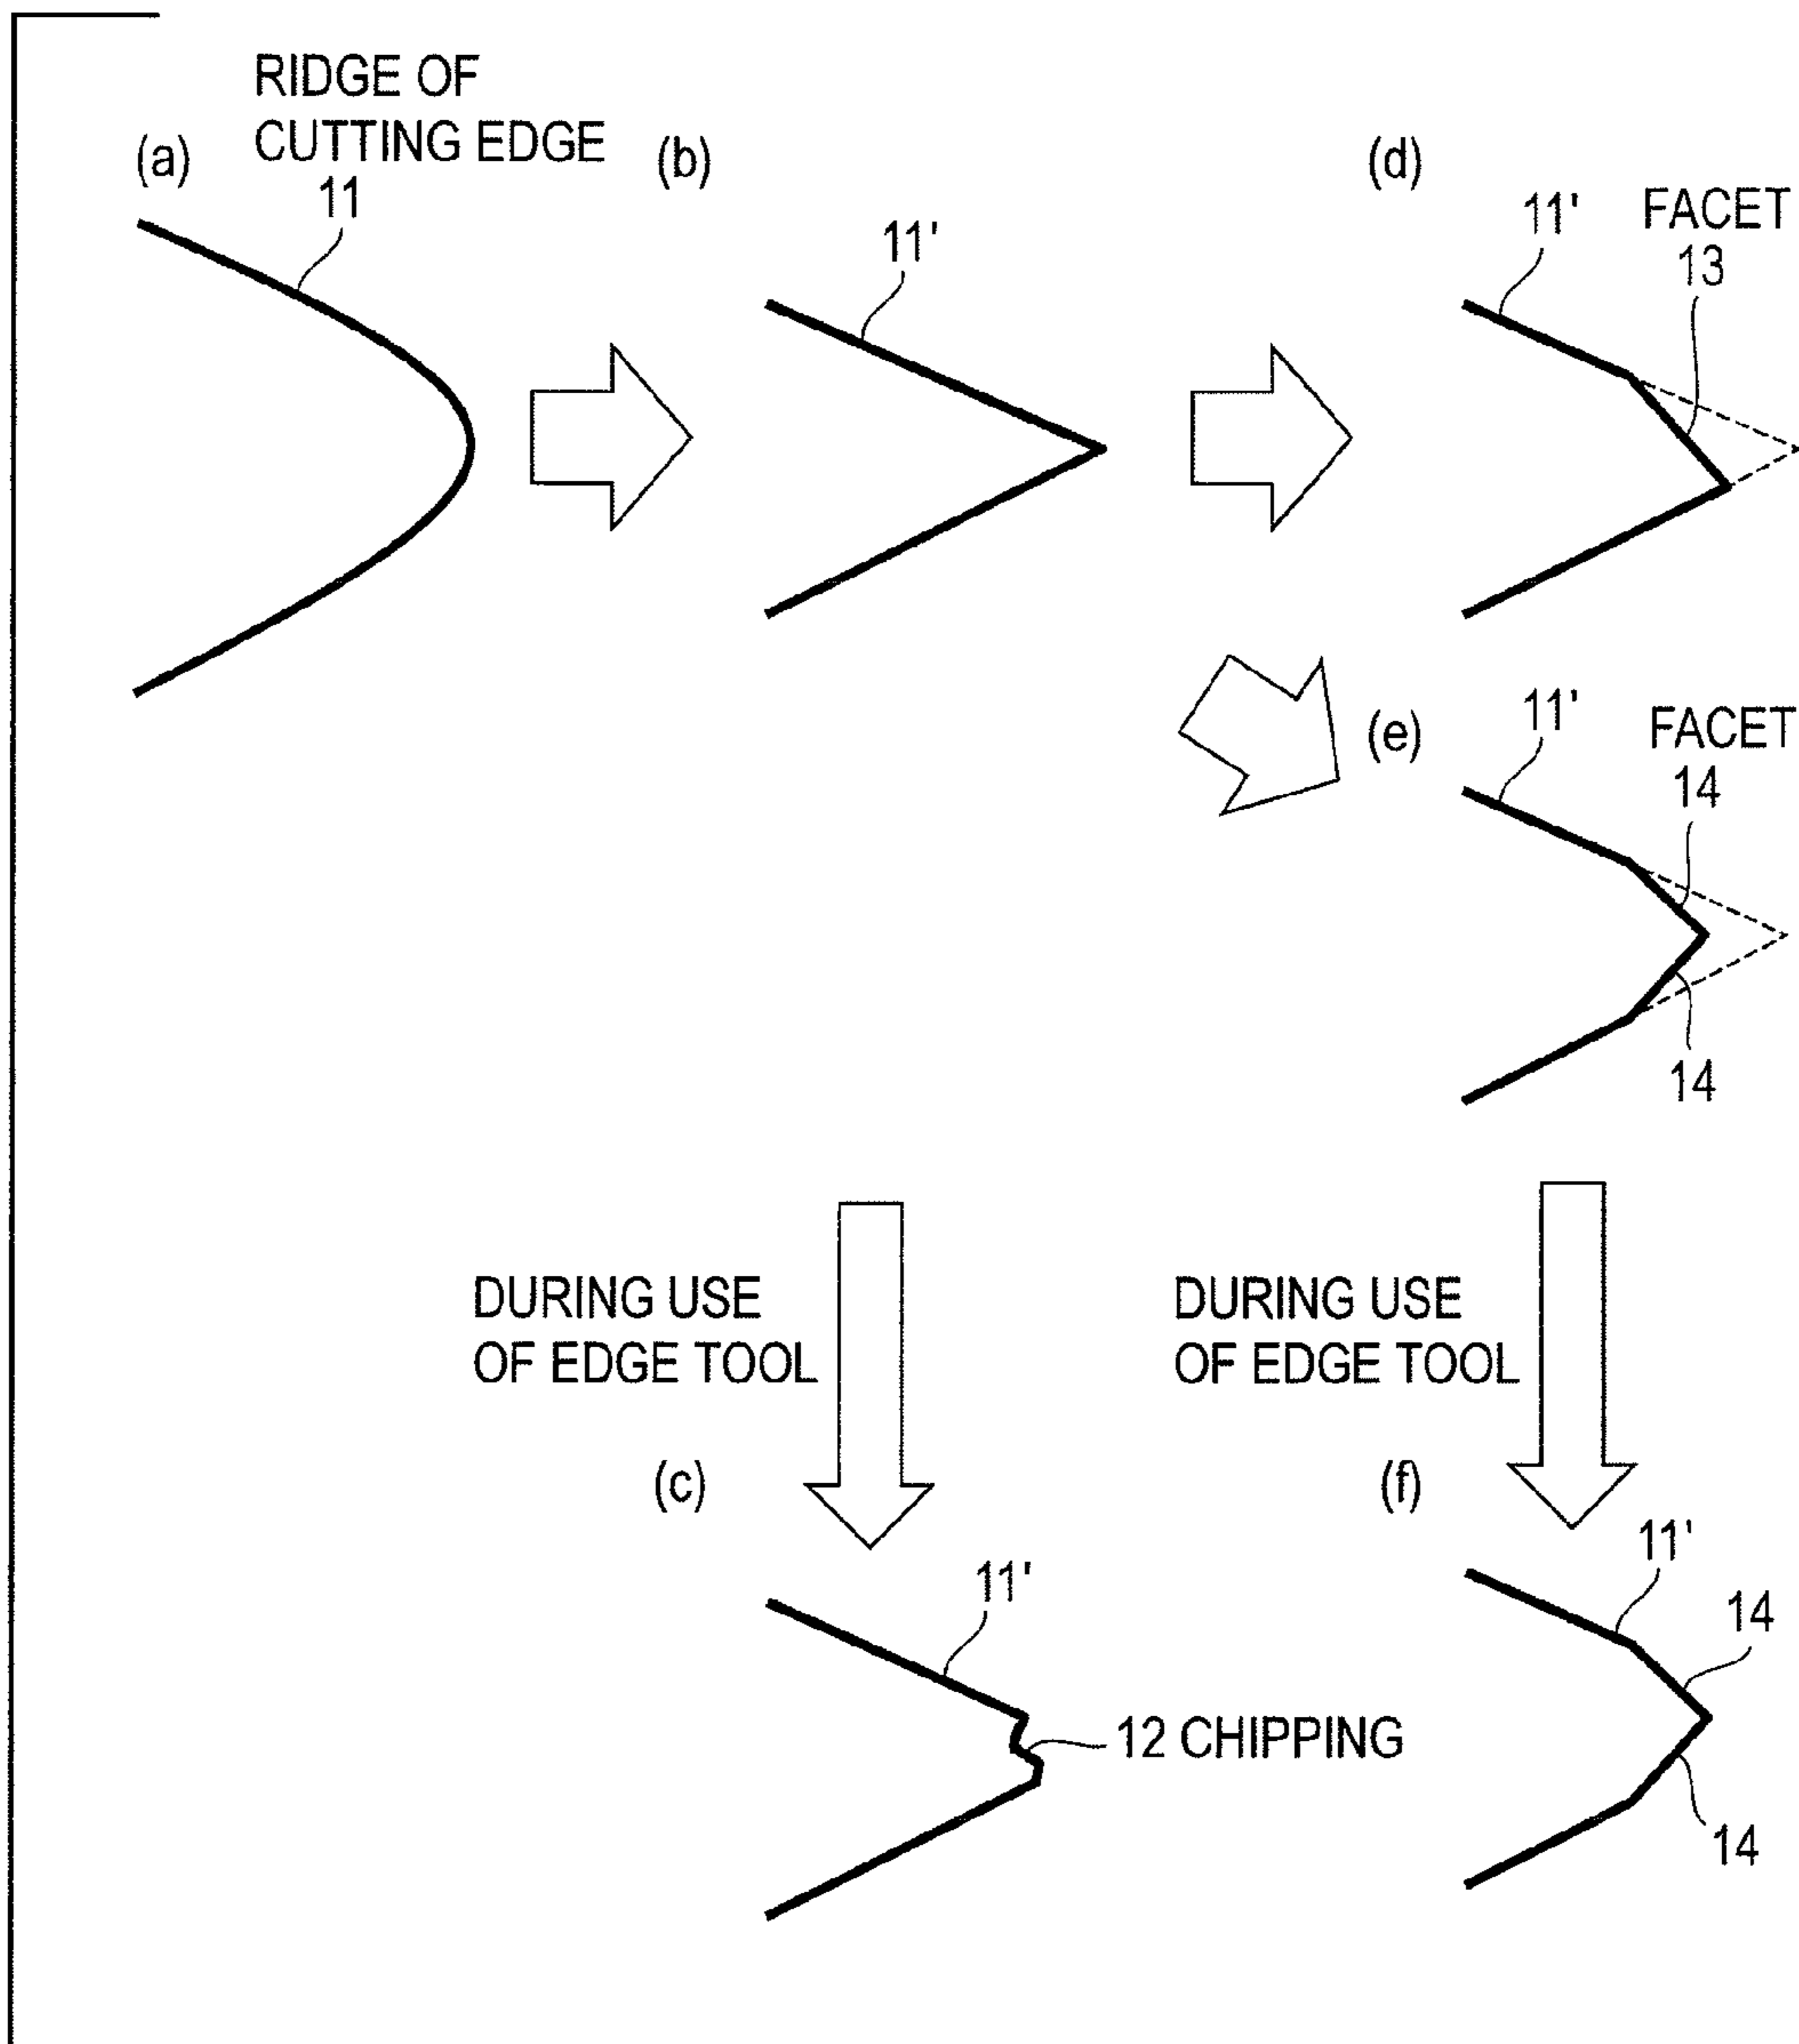 RIDGE OF
CUTTING EDGE
(a)
11
(b)
11'
(d)
11'
FACET
13
(e)
11'
FACET
14
14
DURING USE
OF EDGE TOOL
DURING USE
OF EDGE TOOL
(c)
11'
12 CHIPPING
(f)
11'
14
14